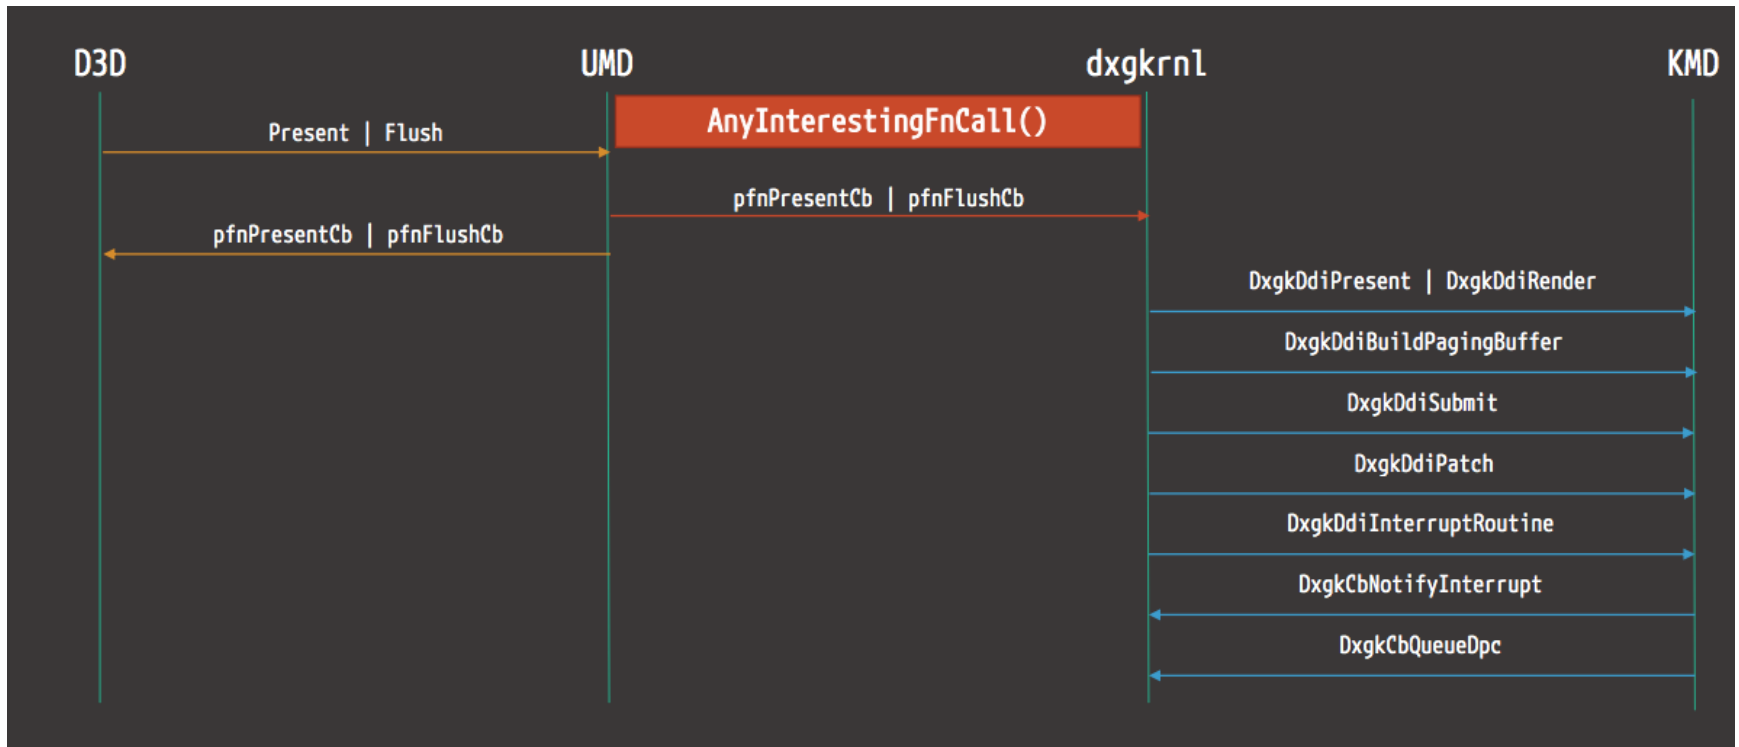 D3D UMD dxgkrnl KMD
AnyInterestingFnCall()
Present | Flush
pfnPresentCb | pfnFlushCb
pfnPresentCb | pfnFlushCb
DxgkDdiPresent | DxgkDdiRender
DxgkDdiBuildPagingBuffer
DxgkDdiSubmit
DxgkDdiPatch
DxgkDdiInterruptRoutine
DxgkCbNotifyInterrupt
DxgkCbQueueDpc